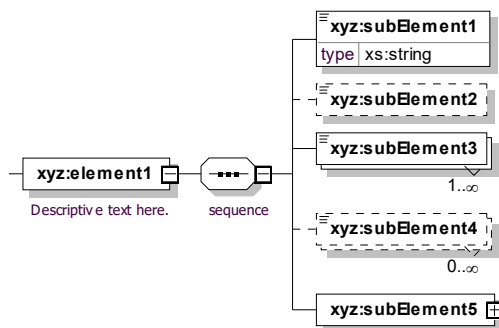 xyz:subElement1
type xs:string
xyz:subElement2
xyz:subElement3
1..∞
xyz:element1
Descriptive text here.
sequence
xyz:subElement4
0..∞
xyz:subElement5